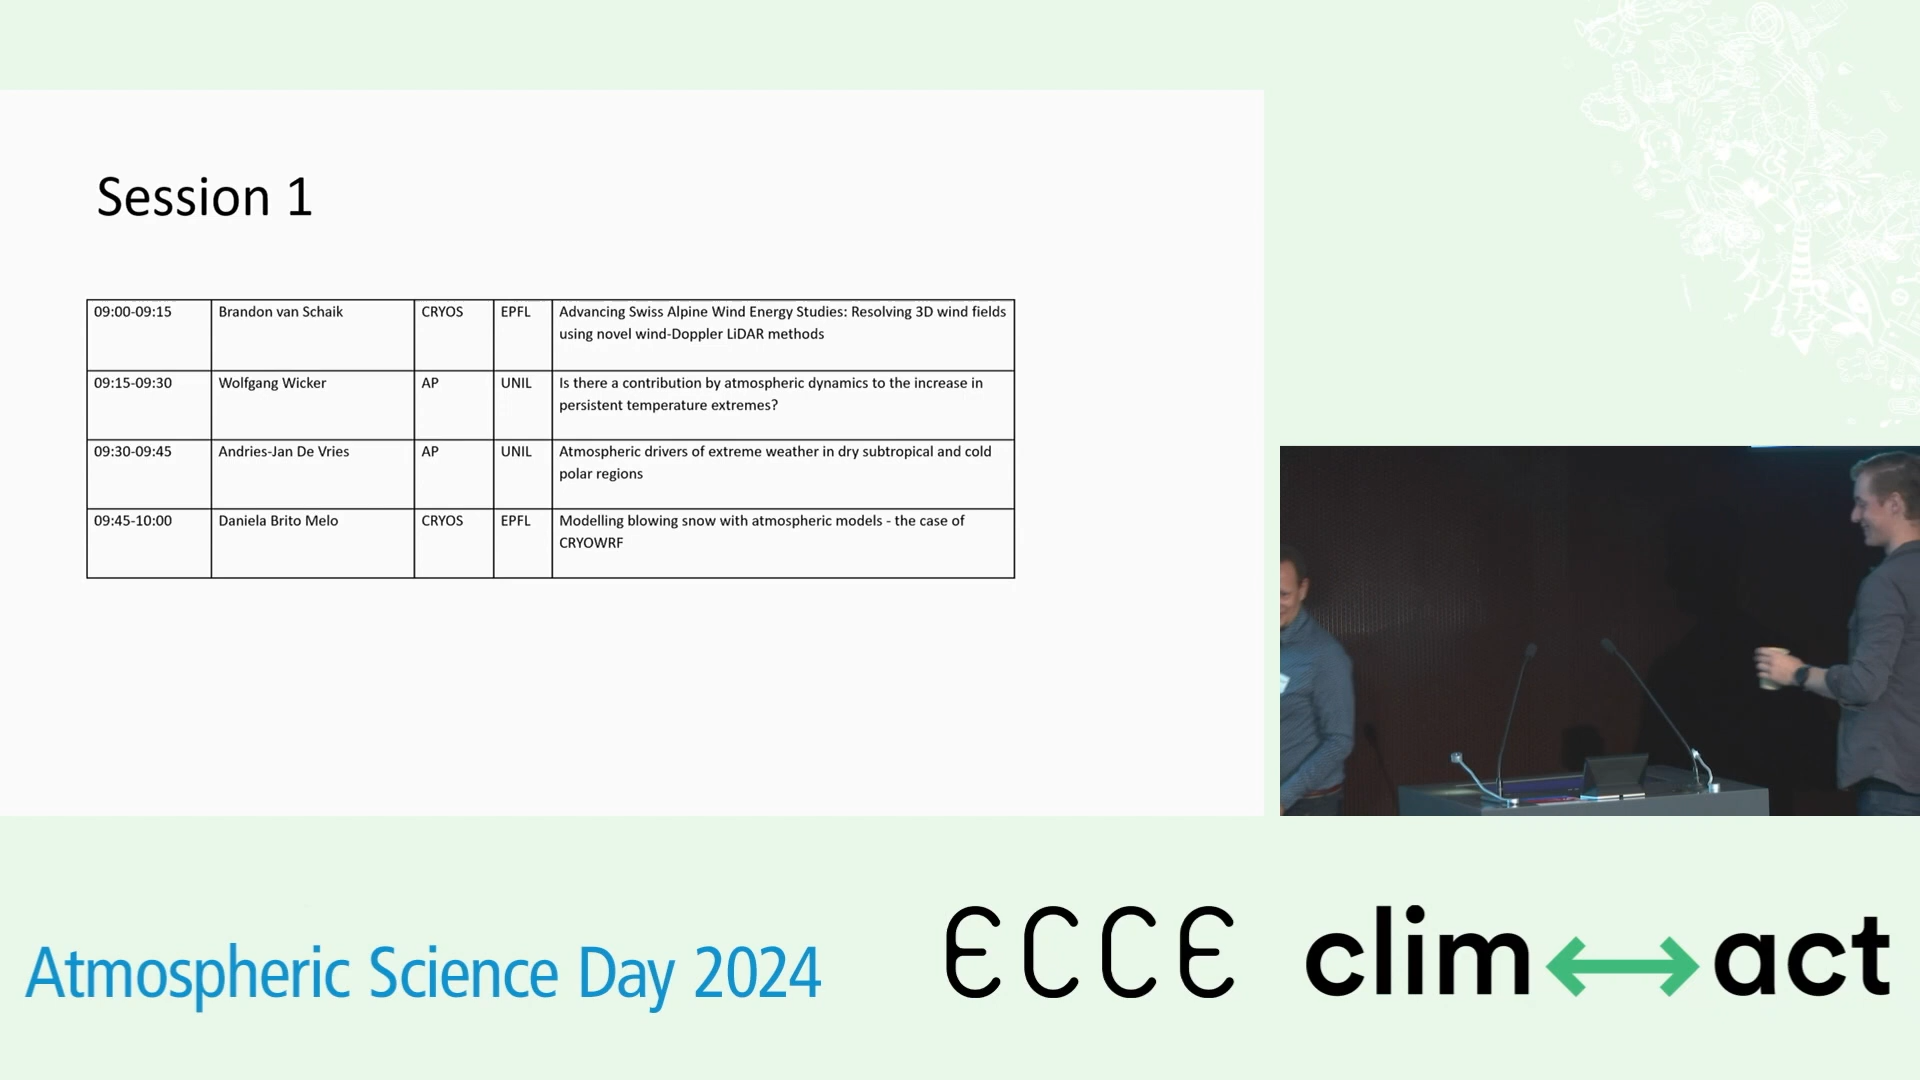 Session 1
09:00-09:15 Brandon van Schaik CRYOS EPFL Advancing Swiss Alpine Wind Energy Studies: Resolving 3D wind fields
using novel wind-Doppler LiDAR methods
09:15-09:30 Wolfgang Wicker AP UNIL Is there a contribution by atmospheric dynamics to the increase in
persistent temperature extremes?
09:30-09:45 Andries-Jan De Vries AP UNIL Atmospheric drivers of extreme weather in dry subtropical and cold
polar regions
09:45-10:00 Daniela Brito Melo CRYOS EPFL Modelling blowing snow with atmospheric models - the case of
CRYOWRF
Atmospheric Science Day 2024
ECCE
clim act